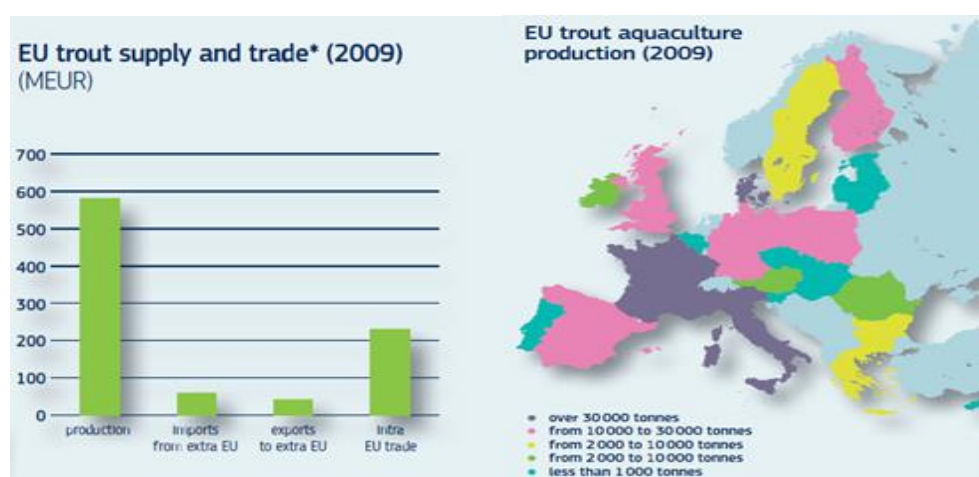 EU trout supply and trade* (2009)
(MEUR)
700
600
500
400
300
200
100
0
production
imports
from extra EU
exports
to extra EU
intra
EU trade
EU trout aquaculture
production (2009)
over 30 000 tonnes
from 10 000 to 30 000 tonnes
from 2 000 to 10 000 tonnes
from 2 000 to 10 000 tonnes
less than 1 000 tonnes